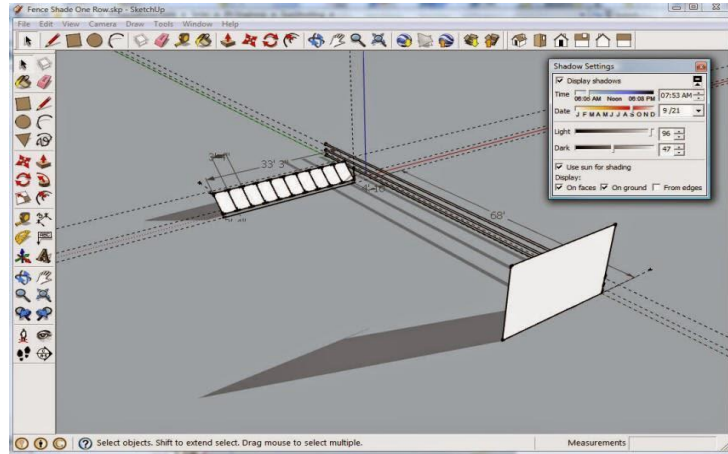 Fence Shade One Row.skp - SketchUp
File Edit View Camera Draw Tools Window Help
Shadow Settings
Display shadows
Time 06:06 AM Noon 06:08 PM 07:53 AM
Date J F M A M J J A S O N D 9 /21
Light 96
Dark 47
Use sun for shading
Display:
On faces On ground From edges
33' 3"
68'
Select objects. Shift to extend select. Drag mouse to select multiple.
Measurements